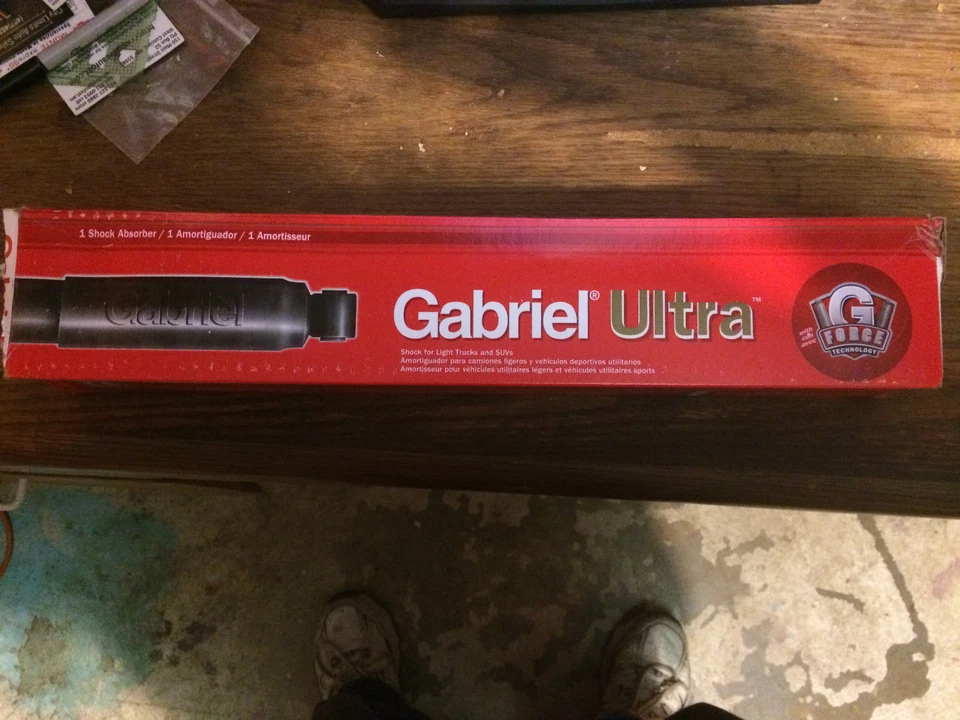 1 Shock Absorber / 1 Amortiguador / 1 Amortisseur
Gabriel
Gabriel® Ultra™
Shock for Light Trucks and SUVs
Amortiguador para camiones ligeros y vehículos deportivos utilitarios
Amortisseur pour véhicules utilitaires légers et véhicules utilitaires sports
G
FORCE
TECHNOLOGY